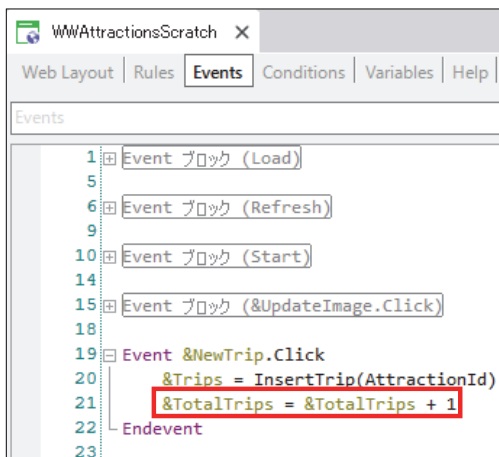 WWAttractionsScratch
Web Layout Rules Events Conditions Variables Help
Events
1 Event ブロック (Load)
5
6 Event ブロック (Refresh)
9
10 Event ブロック (Start)
14
15 Event ブロック (&UpdateImage.Click)
18
19 Event &NewTrip.Click
20 &Trips = InsertTrip(AttractionId)
21 &TotalTrips = &TotalTrips + 1
22 Endevent
23